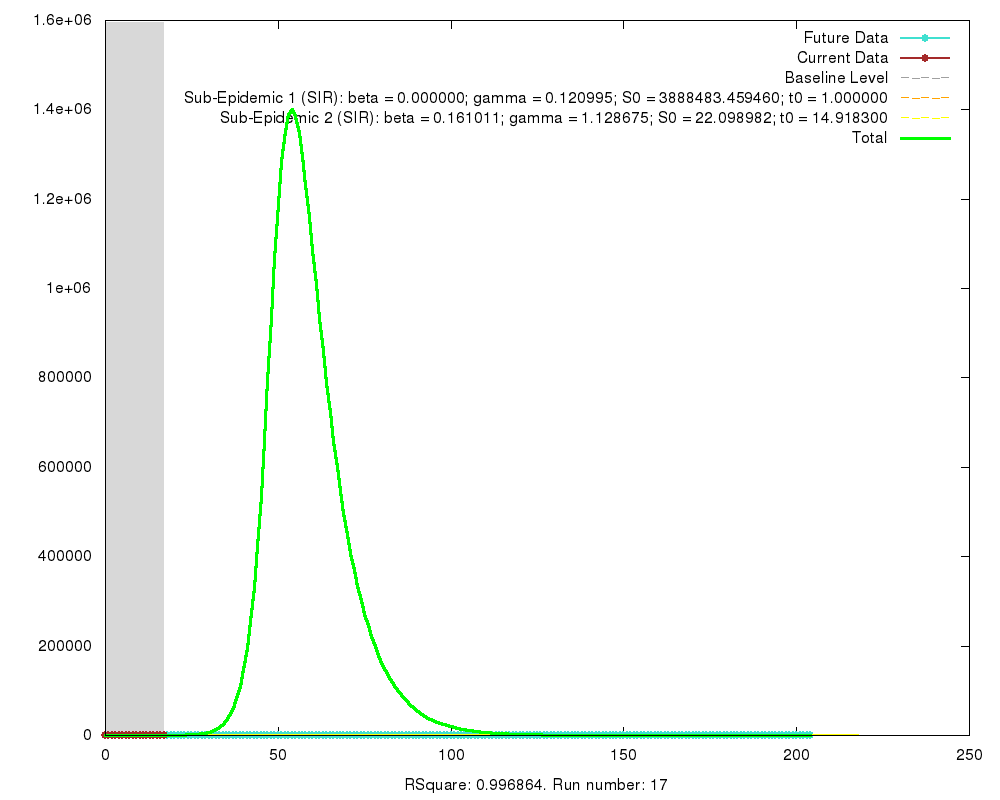 1.6e+06
Future Data
Current Data
Baseline Level
Sub-Epidemic 1 (SIR): beta = 0.000000; gamma = 0.120995; S0 = 3888483.459460; t0 = 1.000000
1.4e+06
Sub-Epidemic 2 (SIR): beta = 0.161011; gamma = 1.128675; S0 = 22.098982; t0 = 14.918300
Total
1.2e+06
1e+06
800000
600000
400000
200000
0
0 50 100 150 200 250
RSquare: 0.996864. Run number: 17